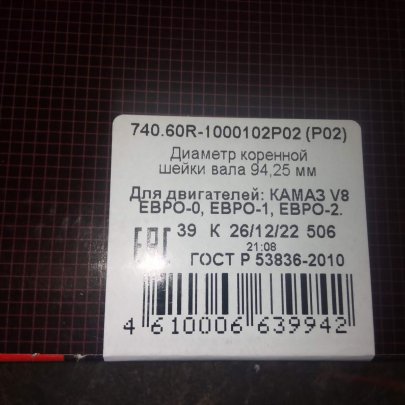 740.60R-1000102P02 (P02)
Диаметр коренной
шейки вала 94,25 мм
Для двигателей: КАМАЗ V8
ЕВРО-0, ЕВРО-1, ЕВРО-2.
39 К 26/12/22 506
21:08
ГОСТ Р 53836-2010
4 610006 639942